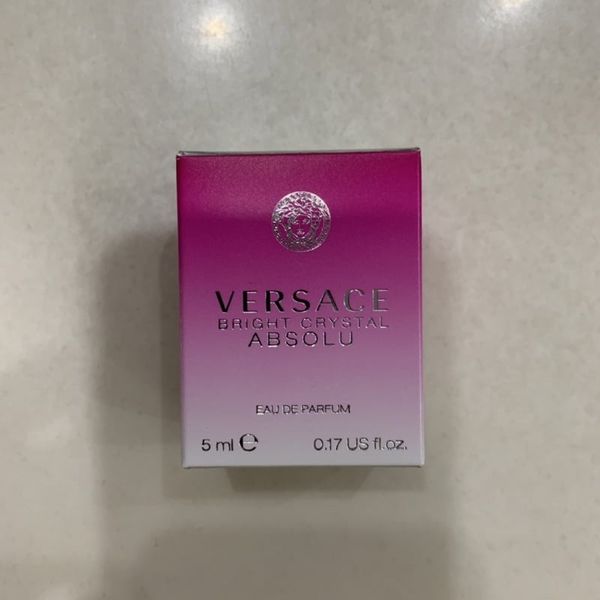 VERSACE
BRIGHT CRYSTAL
ABSOLU
EAU DE PARFUM
5 ml ℮ 0.17 US fl.oz.